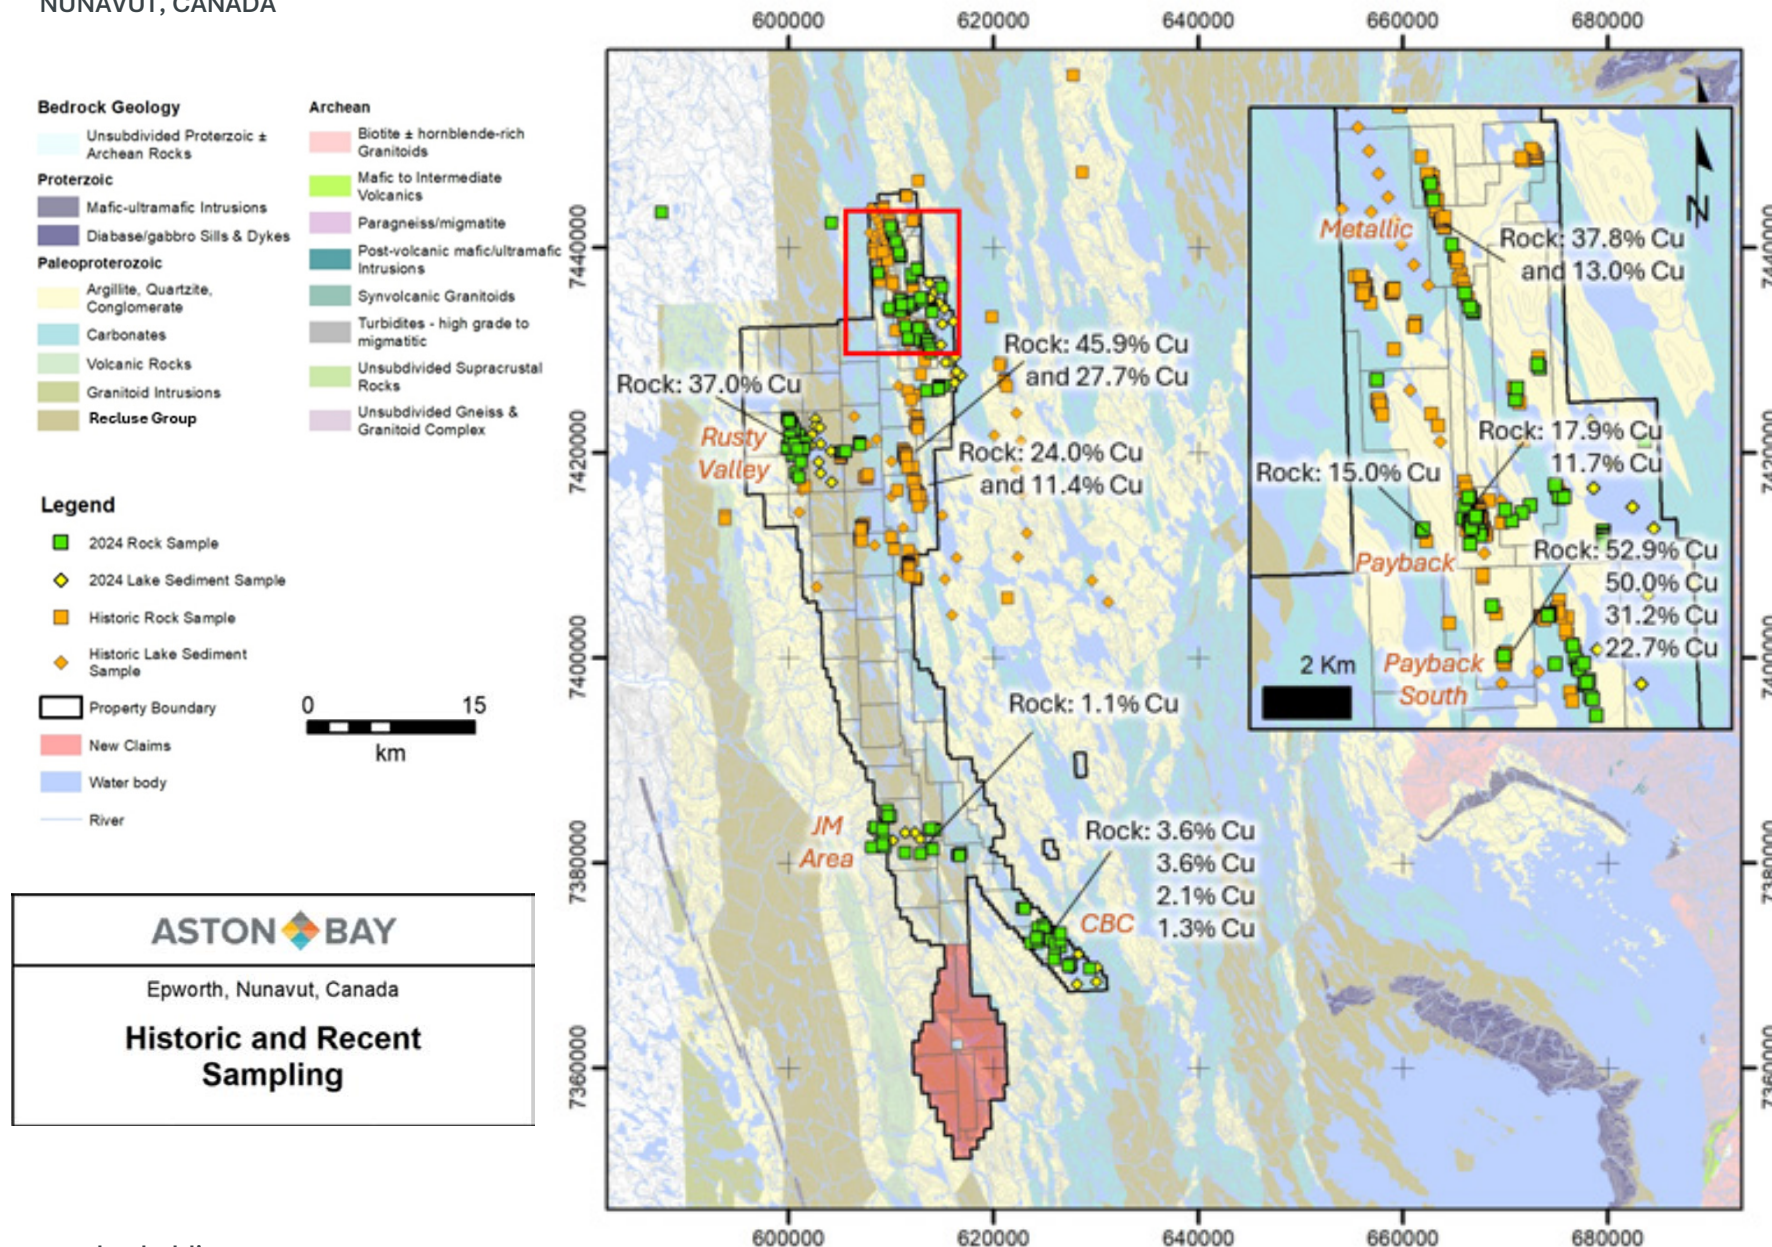 NUNAVUT, CANADA
Bedrock Geology
Unsubdivided Proterzoic ±
Archean Rocks
Proterzoic
Mafic-ultramafic Intrusions
Diabase/gabbro Sills & Dykes
Paleoproterozoic
Argillite, Quartzite,
Conglomerate
Carbonates
Volcanic Rocks
Granitoid Intrusions
Recluse Group
Archean
Biotite ± hornblende-rich
Granitoids
Mafic to Intermediate
Volcanics
Paragneiss/migmatite
Post-volcanic mafic/ultramafic
Intrusions
Synvolcanic Granitoids
Turbidites - high grade to
migmatitic
Unsubdivided Supracrustal
Rocks
Unsubdivided Gneiss &
Granitoid Complex
Legend
2024 Rock Sample
2024 Lake Sediment Sample
Historic Rock Sample
Historic Lake Sediment
Sample
Property Boundary
New Claims
Water body
River
0 15
km
ASTON BAY
Epworth, Nunavut, Canada
Historic and Recent
Sampling
600000 620000 640000 660000 680000
7440000
7420000
7400000
7380000
7360000
Rock: 37.0% Cu
Rusty
Valley
Rock: 45.9% Cu
and 27.7% Cu
Rock: 24.0% Cu
and 11.4% Cu
Rock: 1.1% Cu
JM
Area
Rock: 3.6% Cu
3.6% Cu
2.1% Cu
1.3% Cu
CBC
N
Metallic
Rock: 37.8% Cu
and 13.0% Cu
Rock: 17.9% Cu
11.7% Cu
Rock: 15.0% Cu
Payback
Rock: 52.9% Cu
50.0% Cu
31.2% Cu
22.7% Cu
2 Km
Payback
South
600000 620000 640000 660000 680000